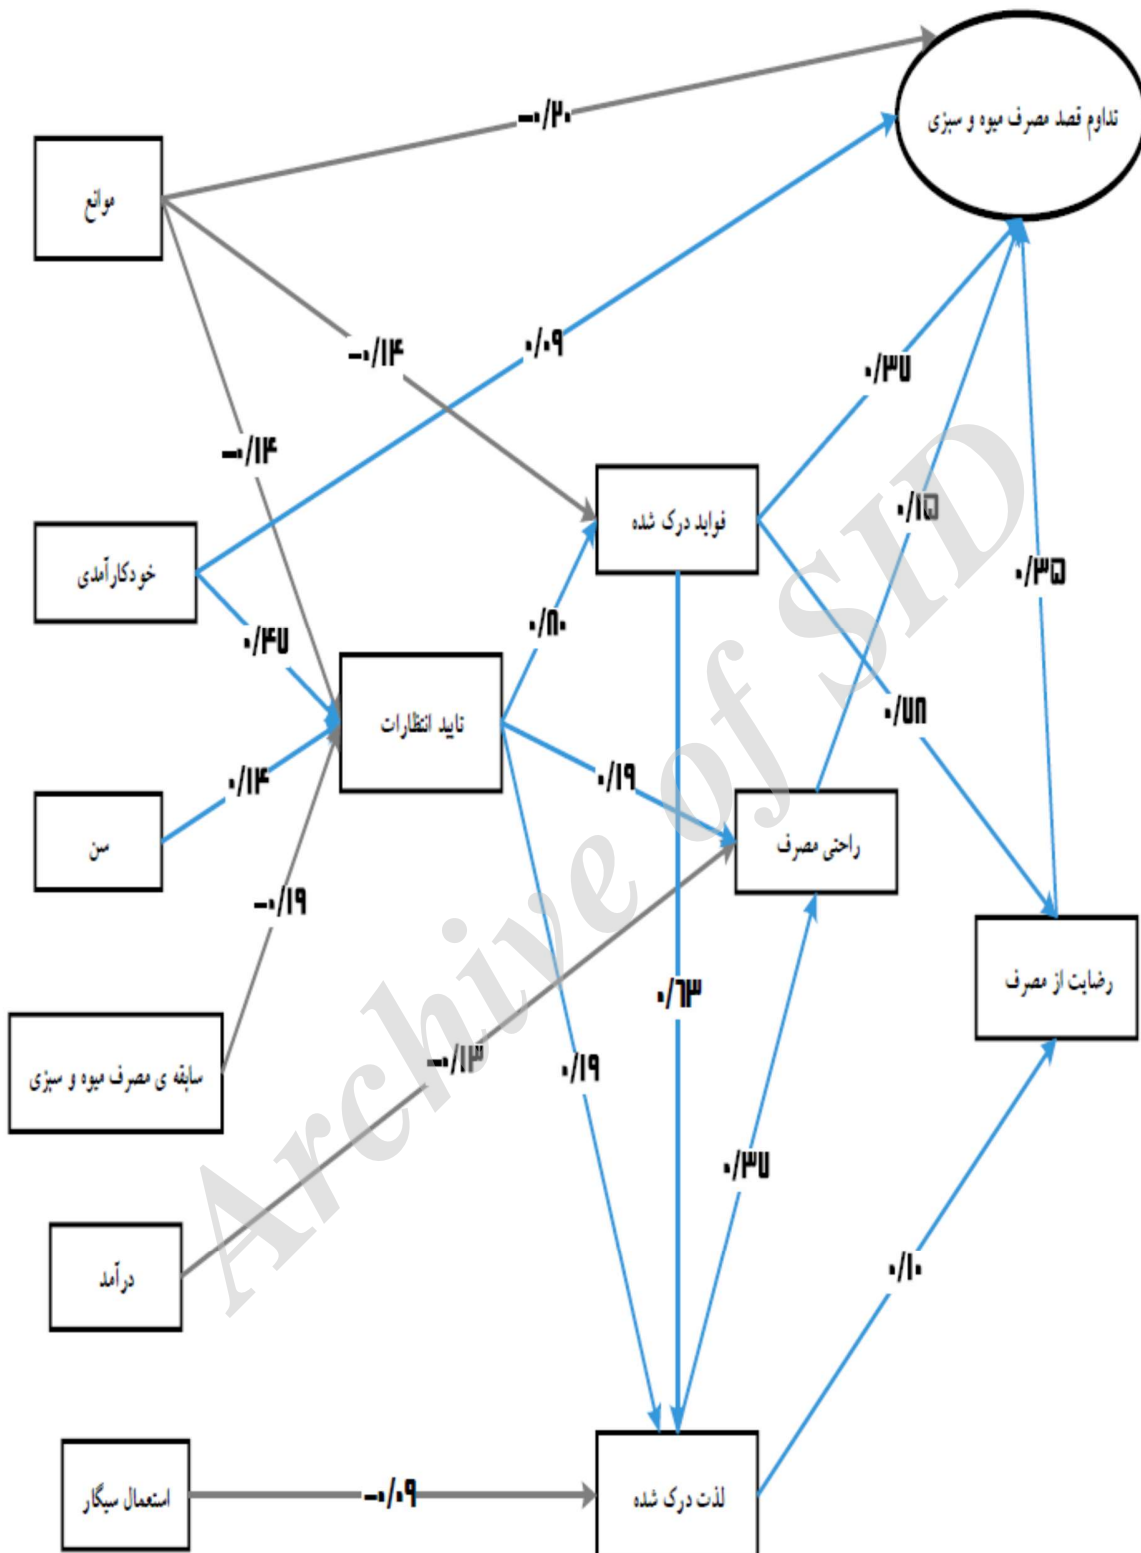 تداوم قصد مصرف میوه و سبزی
−۰/۲۰
موانع
۰/۰۹
−۰/۱۴
۰/۳۷
−۰/۱۴
۰/۱۵
فواید درک شده
خودکارآمدی
۰/۳۵
۰/۸۰
۰/۴۷
۰/۷۸
تایید انتظارات
۰/۱۹
۰/۱۴
راحتی مصرف
سن
−۰/۱۹
رضایت از مصرف
۰/۶۳
سابقه ی مصرف میوه و سبزی
−۰/۱۳
۰/۱۹
۰/۳۷
درآمد
۰/۱۰
−۰/۰۹
استعمال سیگار
لذت درک شده
Archive of SID